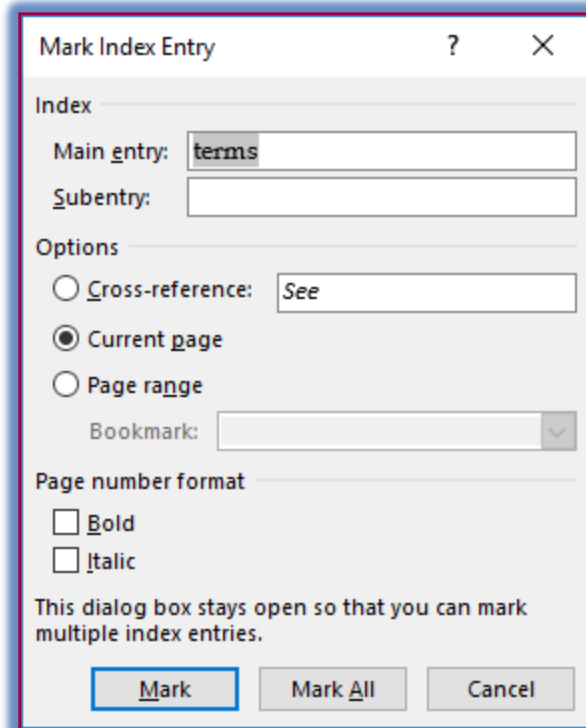 Mark Index Entry ?
Index
Main entry: terms
Subentry:
Options
Cross-reference: See
Current page
Page range
Bookmark:
Page number format
Bold
Italic
This dialog box stays open so that you can mark
multiple index entries.
Mark Mark All Cancel